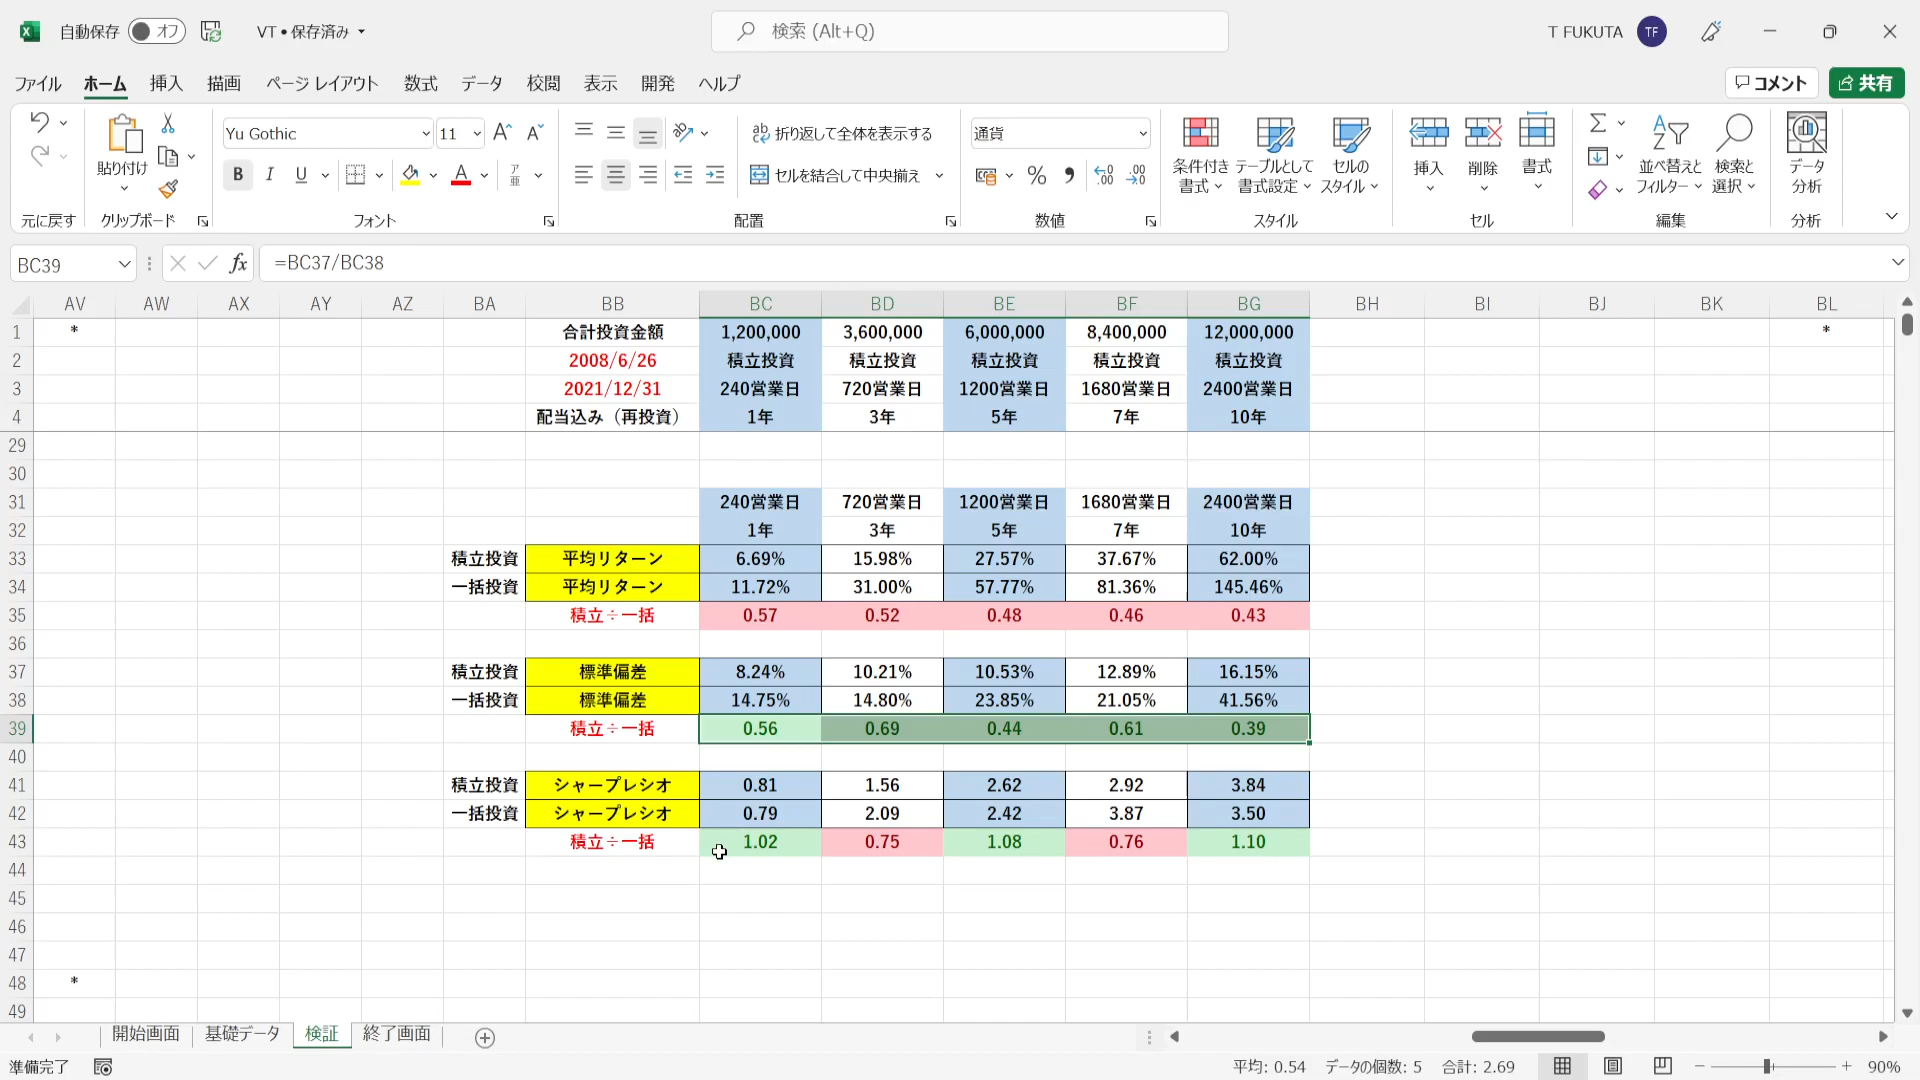 自動保存 オフ VT • 保存済み 検索 (Alt+Q) T FUKUTA TF
ファイル ホーム 挿入 描画 ページ レイアウト 数式 データ 校閲 表示 開発 ヘルプ コメント 共有
Yu Gothic 11 折り返して全体を表示する 通貨
貼り付け B I U A ア 亜 セルを結合して中央揃え % 条件付き書式 テーブルとして書式設定 セルのスタイル 挿入 削除 書式 並べ替えとフィルター 検索と選択 データ分析
元に戻す クリップボード フォント 配置 数値 スタイル セル 編集 分析
BC39 fx =BC37/BC38
AV AW AX AY AZ BA BB BC BD BE BF BG BH BI BJ BK BL
1 * 合計投資金額 1,200,000 3,600,000 6,000,000 8,400,000 12,000,000 *
2 2008/6/26 積立投資 積立投資 積立投資 積立投資 積立投資
3 2021/12/31 240営業日 720営業日 1200営業日 1680営業日 2400営業日
4 配当込み（再投資） 1年 3年 5年 7年 10年
29
30
31 240営業日 720営業日 1200営業日 1680営業日 2400営業日
32 1年 3年 5年 7年 10年
33 積立投資 平均リターン 6.69% 15.98% 27.57% 37.67% 62.00%
34 一括投資 平均リターン 11.72% 31.00% 57.77% 81.36% 145.46%
35 積立÷一括 0.57 0.52 0.48 0.46 0.43
36
37 積立投資 標準偏差 8.24% 10.21% 10.53% 12.89% 16.15%
38 一括投資 標準偏差 14.75% 14.80% 23.85% 21.05% 41.56%
39 積立÷一括 0.56 0.69 0.44 0.61 0.39
40
41 積立投資 シャープレシオ 0.81 1.56 2.62 2.92 3.84
42 一括投資 シャープレシオ 0.79 2.09 2.42 3.87 3.50
43 積立÷一括 1.02 0.75 1.08 0.76 1.10
44
45
46
47
48 *
49
開始画面 基礎データ 検証 終了画面
準備完了 平均: 0.54 データの個数: 5 合計: 2.69 90%